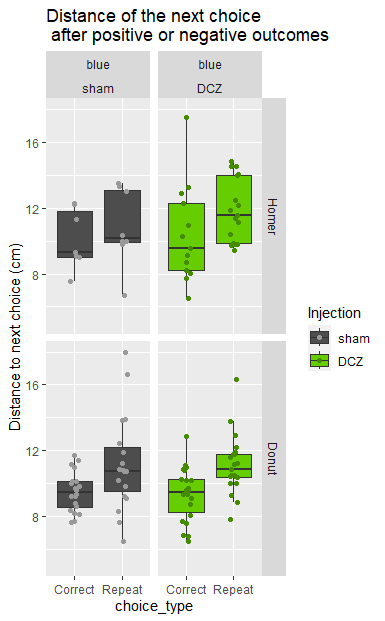 Distance of the next choice
after positive or negative outcomes
blue
blue
sham
DCZ
16
12
8
Homer
16
12
8
Donut
Distance to next choice (cm)
Correct
Repeat
Correct
Repeat
choice_type
Injection
sham
DCZ